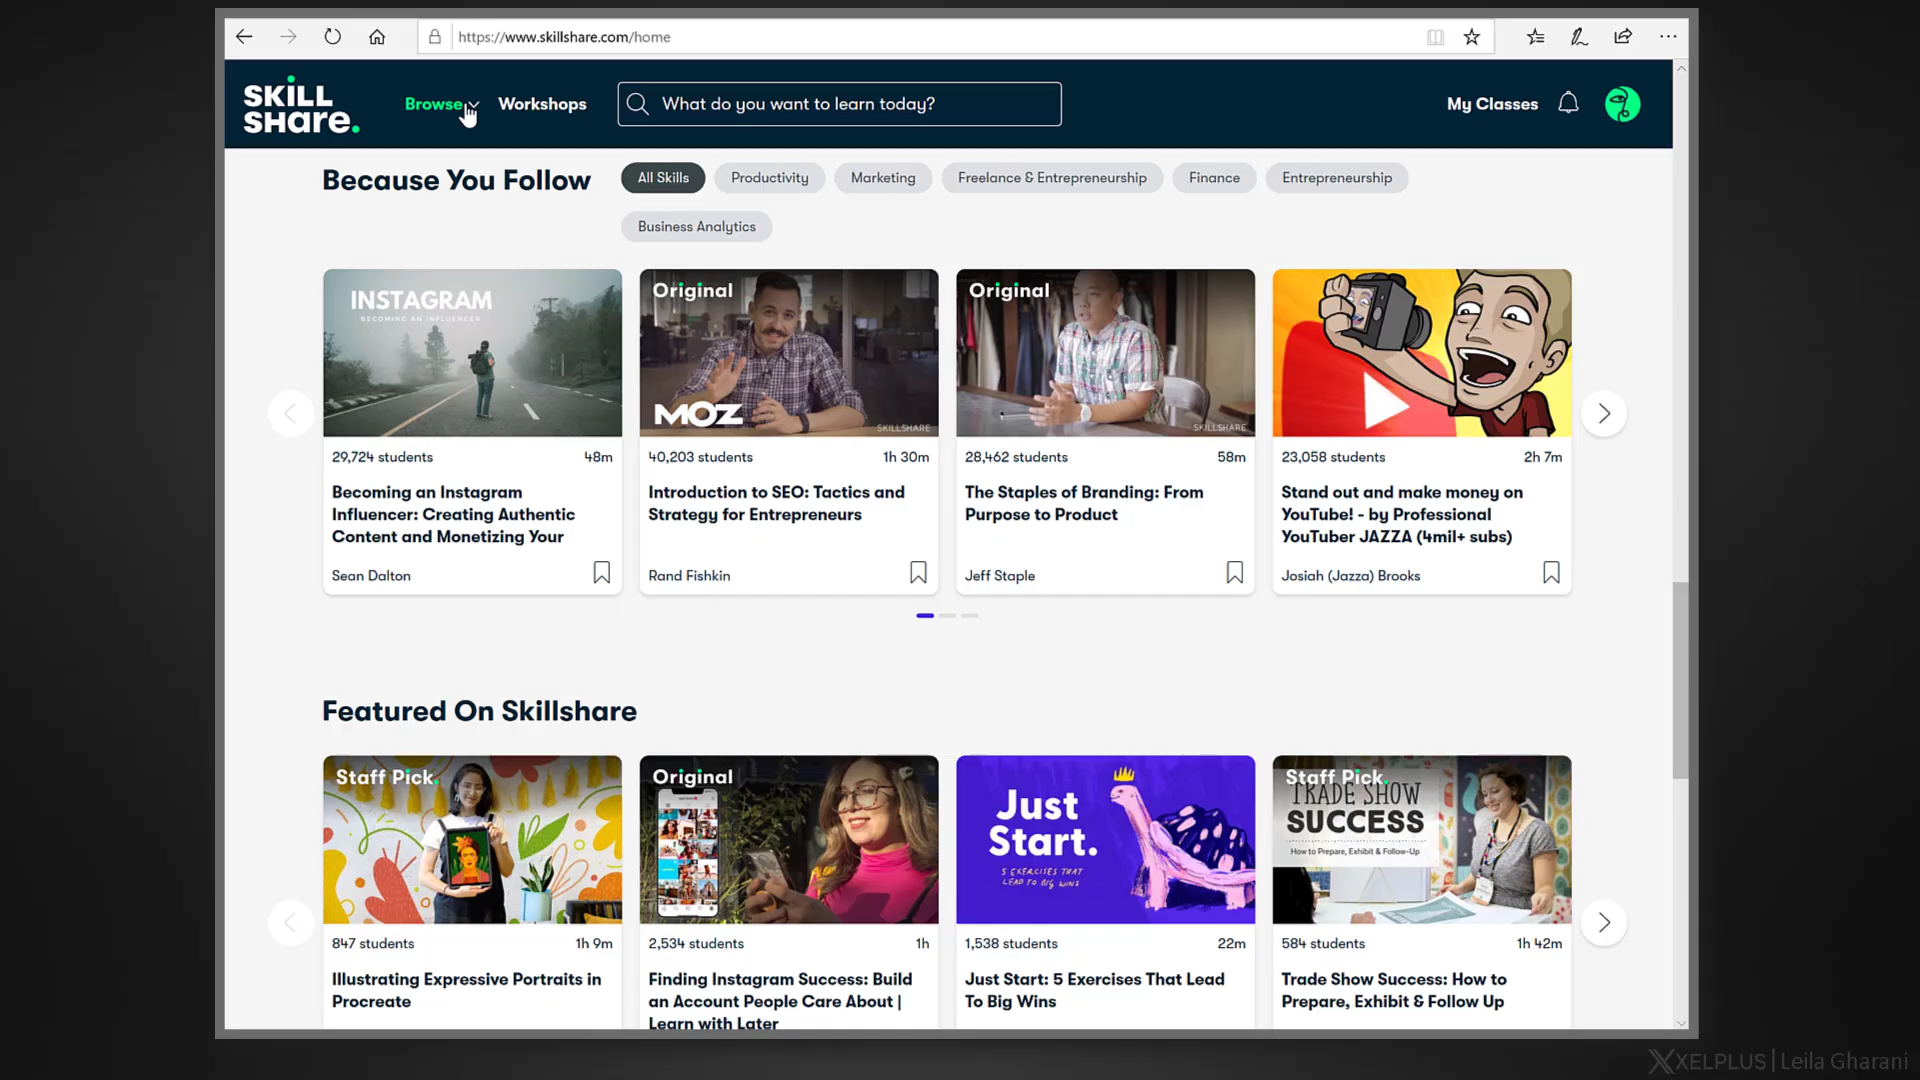 https://www.skillshare.com/home
SKILL
SHare.
Browse
Workshops
What do you want to learn today?
My Classes
Because You Follow
All Skills
Productivity
Marketing
Freelance & Entrepreneurship
Finance
Entrepreneurship
Business Analytics
INSTAGRAM
BECOMING AN INFLUENCER
Original
MOZ
SKILLSHARE
Original
SKILLSHARE
29,724 students 48m
40,203 students 1h 30m
28,462 students 58m
23,058 students 2h 7m
Becoming an Instagram
Influencer: Creating Authentic
Content and Monetizing Your
Introduction to SEO: Tactics and
Strategy for Entrepreneurs
The Staples of Branding: From
Purpose to Product
Stand out and make money on
YouTube! - by Professional
YouTuber JAZZA (4mil+ subs)
Sean Dalton
Rand Fishkin
Jeff Staple
Josiah (Jazza) Brooks
Featured On Skillshare
Staff Pick.
Original
Just
Start.
5 EXERCISES THAT
LEAD TO BIG WINS
Staff Pick.
TRADE SHOW
SUCCESS
How to Prepare, Exhibit & Follow-Up
847 students 1h 9m
2,534 students 1h
1,538 students 22m
584 students 1h 42m
Illustrating Expressive Portraits in
Procreate
Finding Instagram Success: Build
an Account People Care About |
Learn with Later
Just Start: 5 Exercises That Lead
To Big Wins
Trade Show Success: How to
Prepare, Exhibit & Follow Up
XELPLUS | Leila Gharani